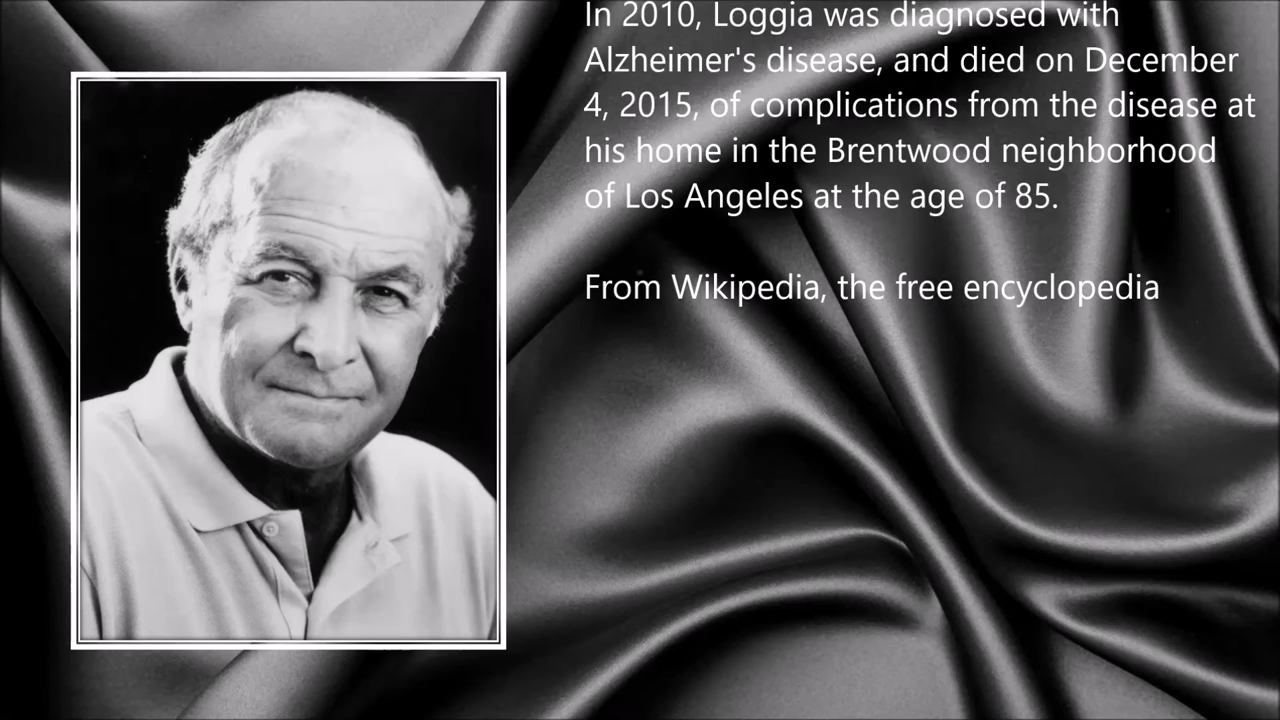 In 2010, Loggia was diagnosed with
Alzheimer's disease, and died on December
4, 2015, of complications from the disease at
his home in the Brentwood neighborhood
of Los Angeles at the age of 85.
From Wikipedia, the free encyclopedia